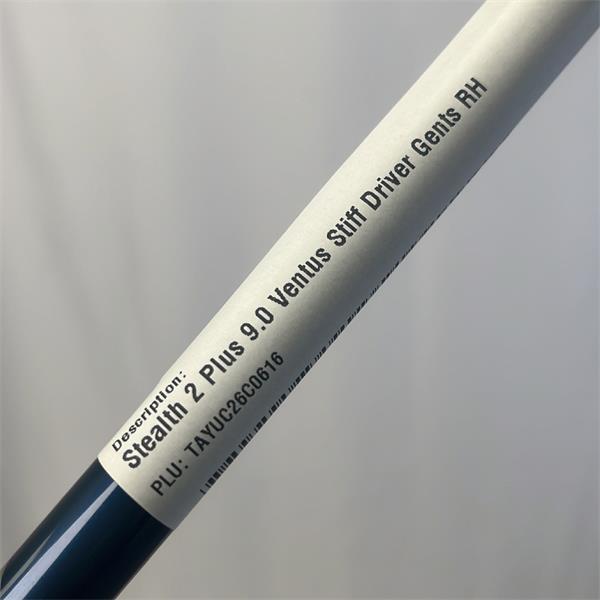 Description:
Stealth 2 Plus 9.0 Ventus Stiff Driver Gents RH
PLU: TAYUC26C0616